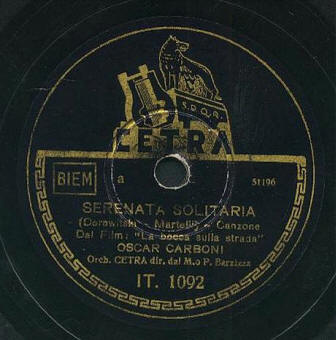 S.P.Q.R.
CETRA
BIEM a 51196
SERENATA SOLITARIA
(Derewitski - Martelli) - Canzone
Dal Film: "La bocca sulla strada"
OSCAR CARBONI
Orch. CETRA dir. dal M.o P. Barzizza
IT. 1092